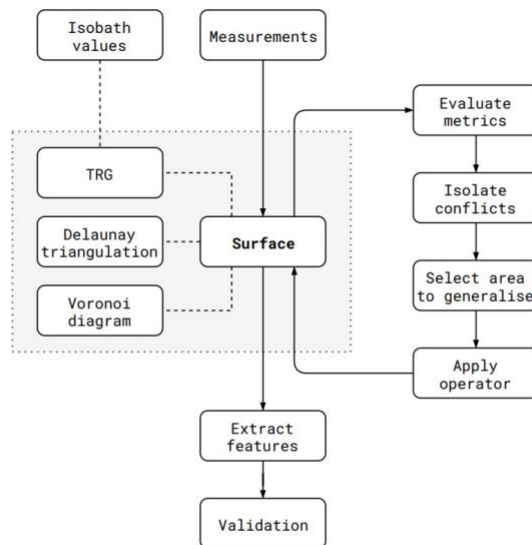 Isobath
values
Measurements
Evaluate
metrics
TRG
Isolate
conflicts
Delaunay
triangulation
Surface
Select area
to generalise
Voronoi
diagram
Apply
operator
Extract
features
Validation